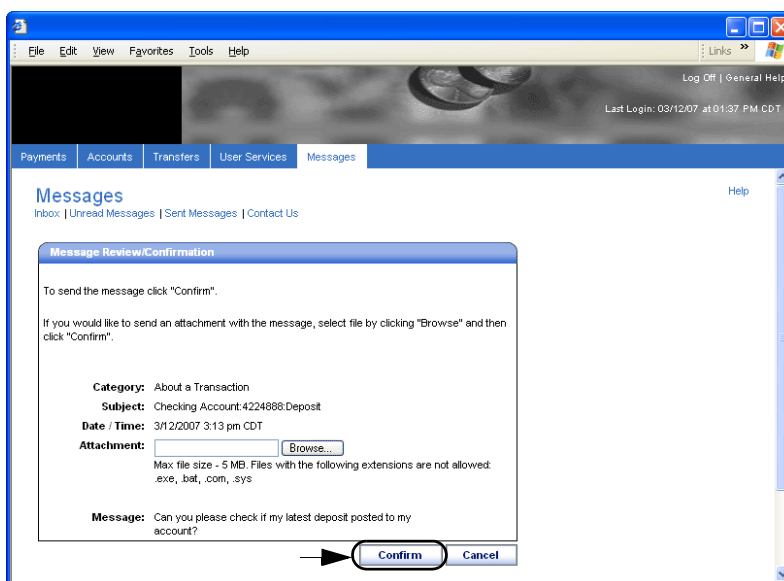 File Edit View Favorites Tools Help Links »
Log Off | General Help
Last Login: 03/12/07 at 01:37 PM CDT
Payments Accounts Transfers User Services Messages
Messages
Help
Inbox | Unread Messages | Sent Messages | Contact Us
Message Review/Confirmation
To send the message click "Confirm".
If you would like to send an attachment with the message, select file by clicking "Browse" and then
click "Confirm".
Category: About a Transaction
Subject: Checking Account:4224888:Deposit
Date / Time: 3/12/2007 3:13 pm CDT
Attachment: Browse...
Max file size - 5 MB. Files with the following extensions are not allowed:
.exe, .bat, .com, .sys
Message: Can you please check if my latest deposit posted to my
account?
Confirm Cancel